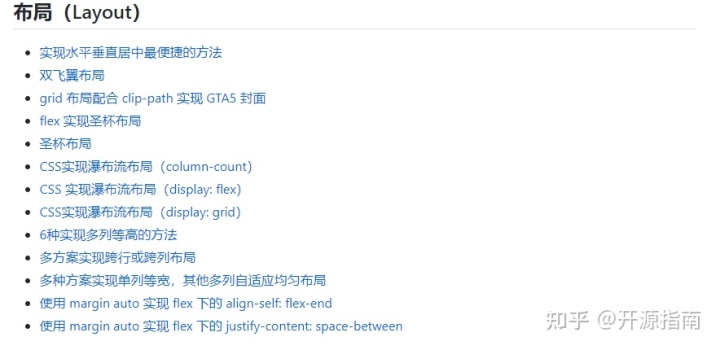 布局（Layout）
实现水平垂直居中最便捷的方法
双飞翼布局
grid 布局配合 clip-path 实现 GTA5 封面
flex 实现圣杯布局
圣杯布局
CSS实现瀑布流布局（column-count）
CSS 实现瀑布流布局（display: flex）
CSS实现瀑布流布局（display: grid）
6种实现多列等高的方法
多方案实现跨行或跨列布局
多种方案实现单列等宽，其他多列自适应均匀布局
使用 margin auto 实现 flex 下的 align-self: flex-end
使用 margin auto 实现 flex 下的 justify-content: space-between
知乎 @开源指南